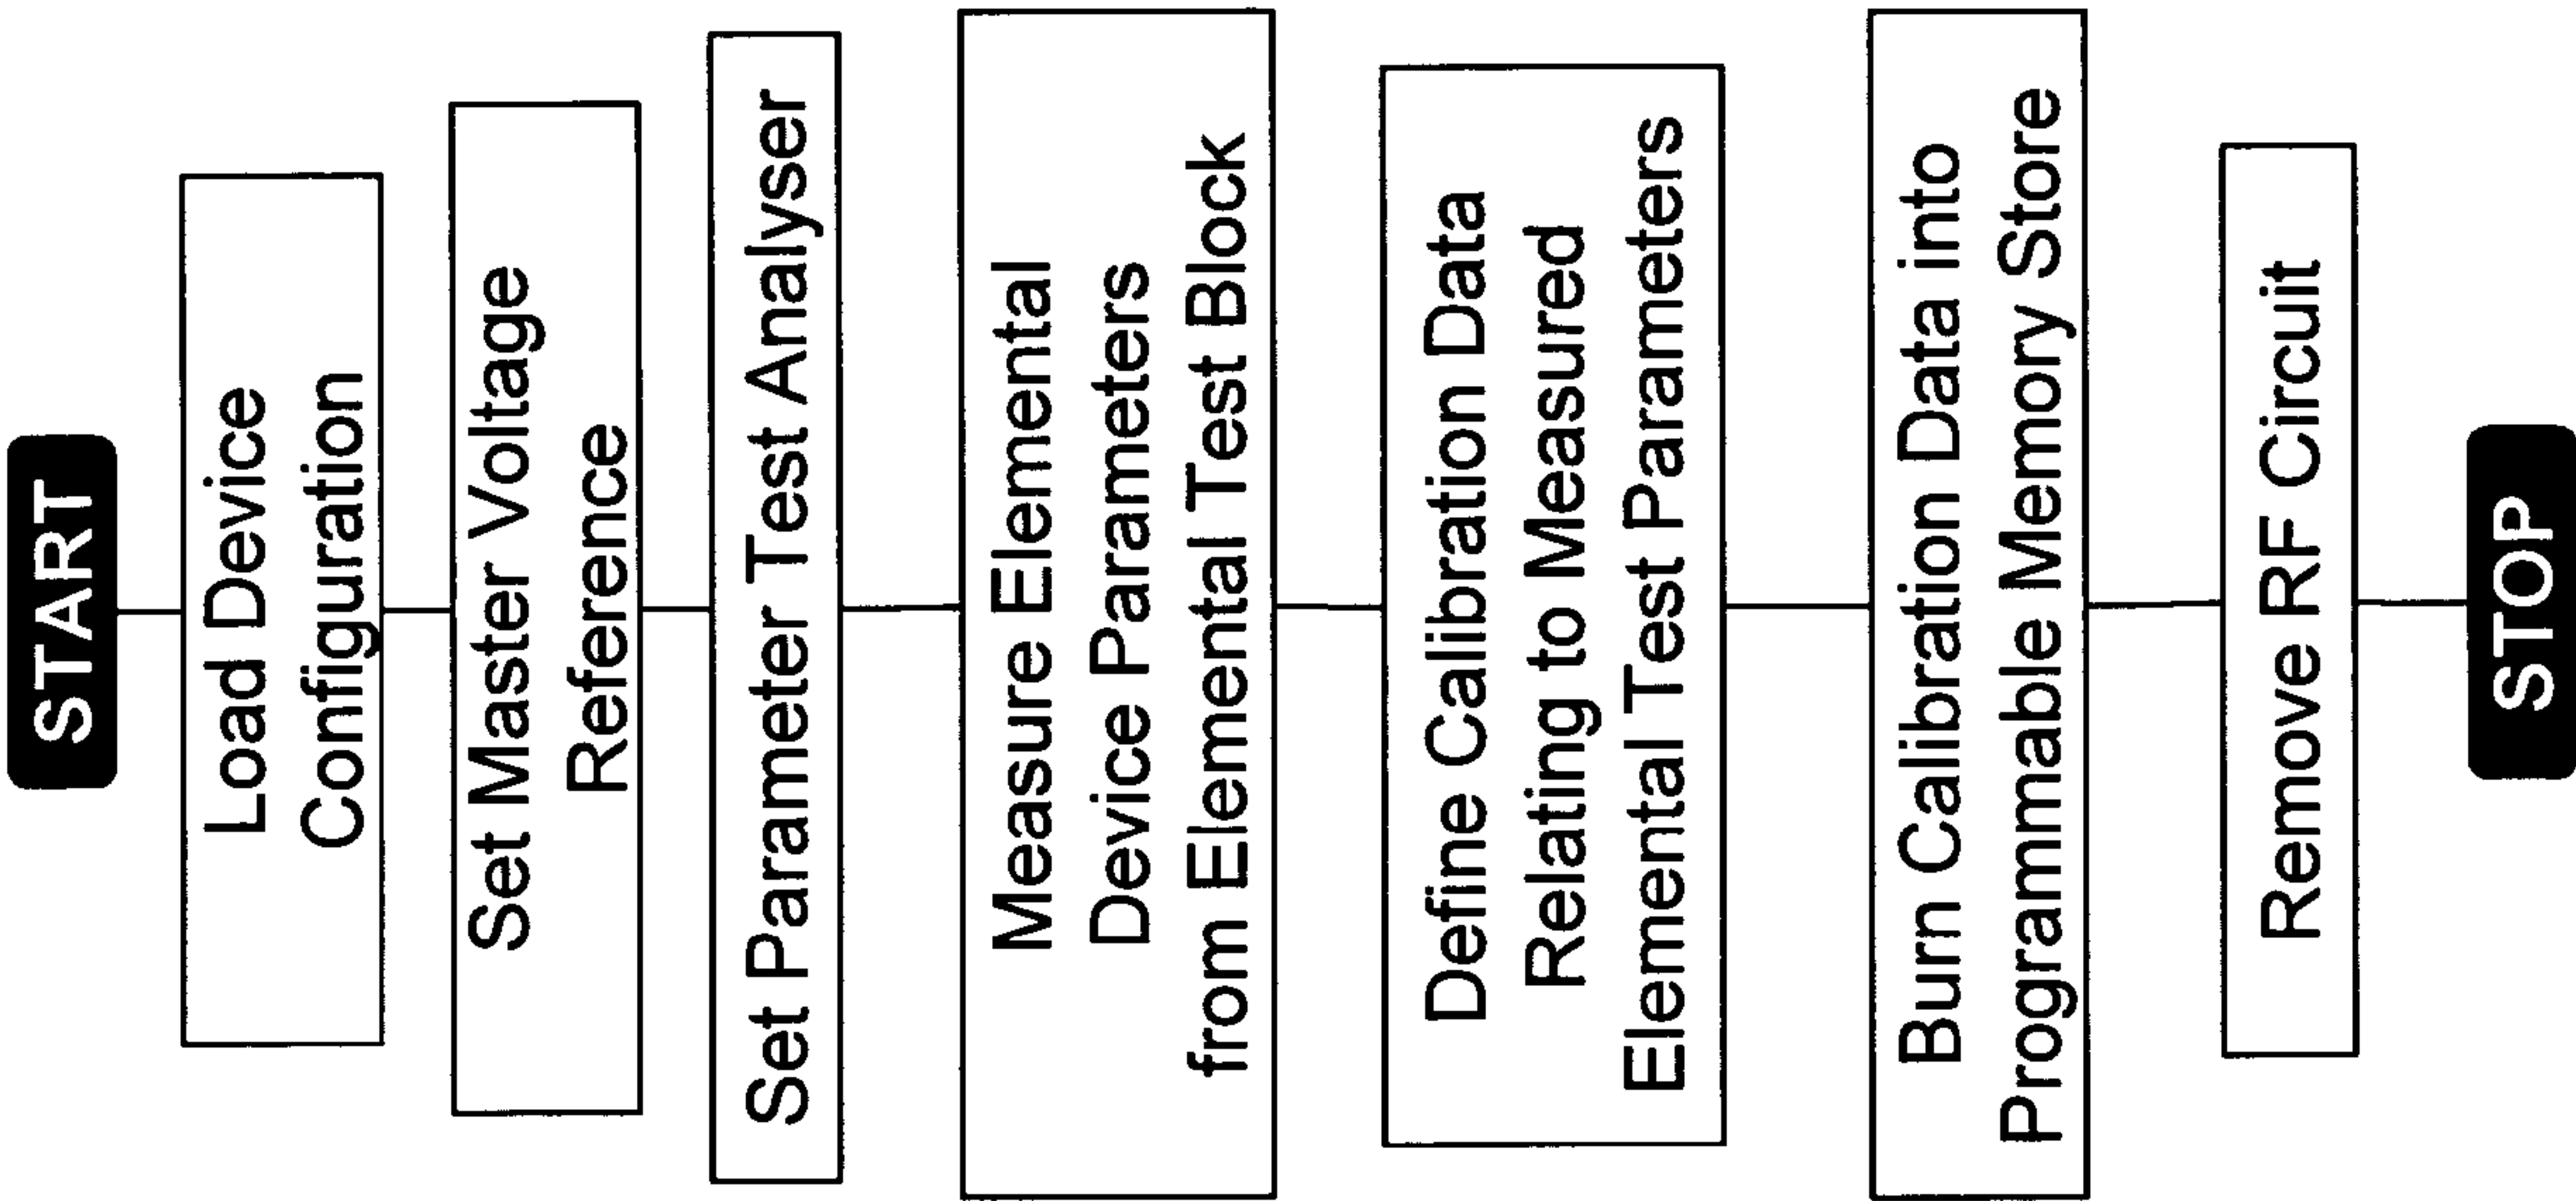 START
Load Device
Configuration
Set Master Voltage
Reference
Set Parameter Test Analyser
Measure Elemental
Device Parameters
from Elemental Test Block
Define Calibration Data
Relating to Measured
Elemental Test Parameters
Burn Calibration Data into
Programmable Memory Store
Remove RF Circuit
STOP